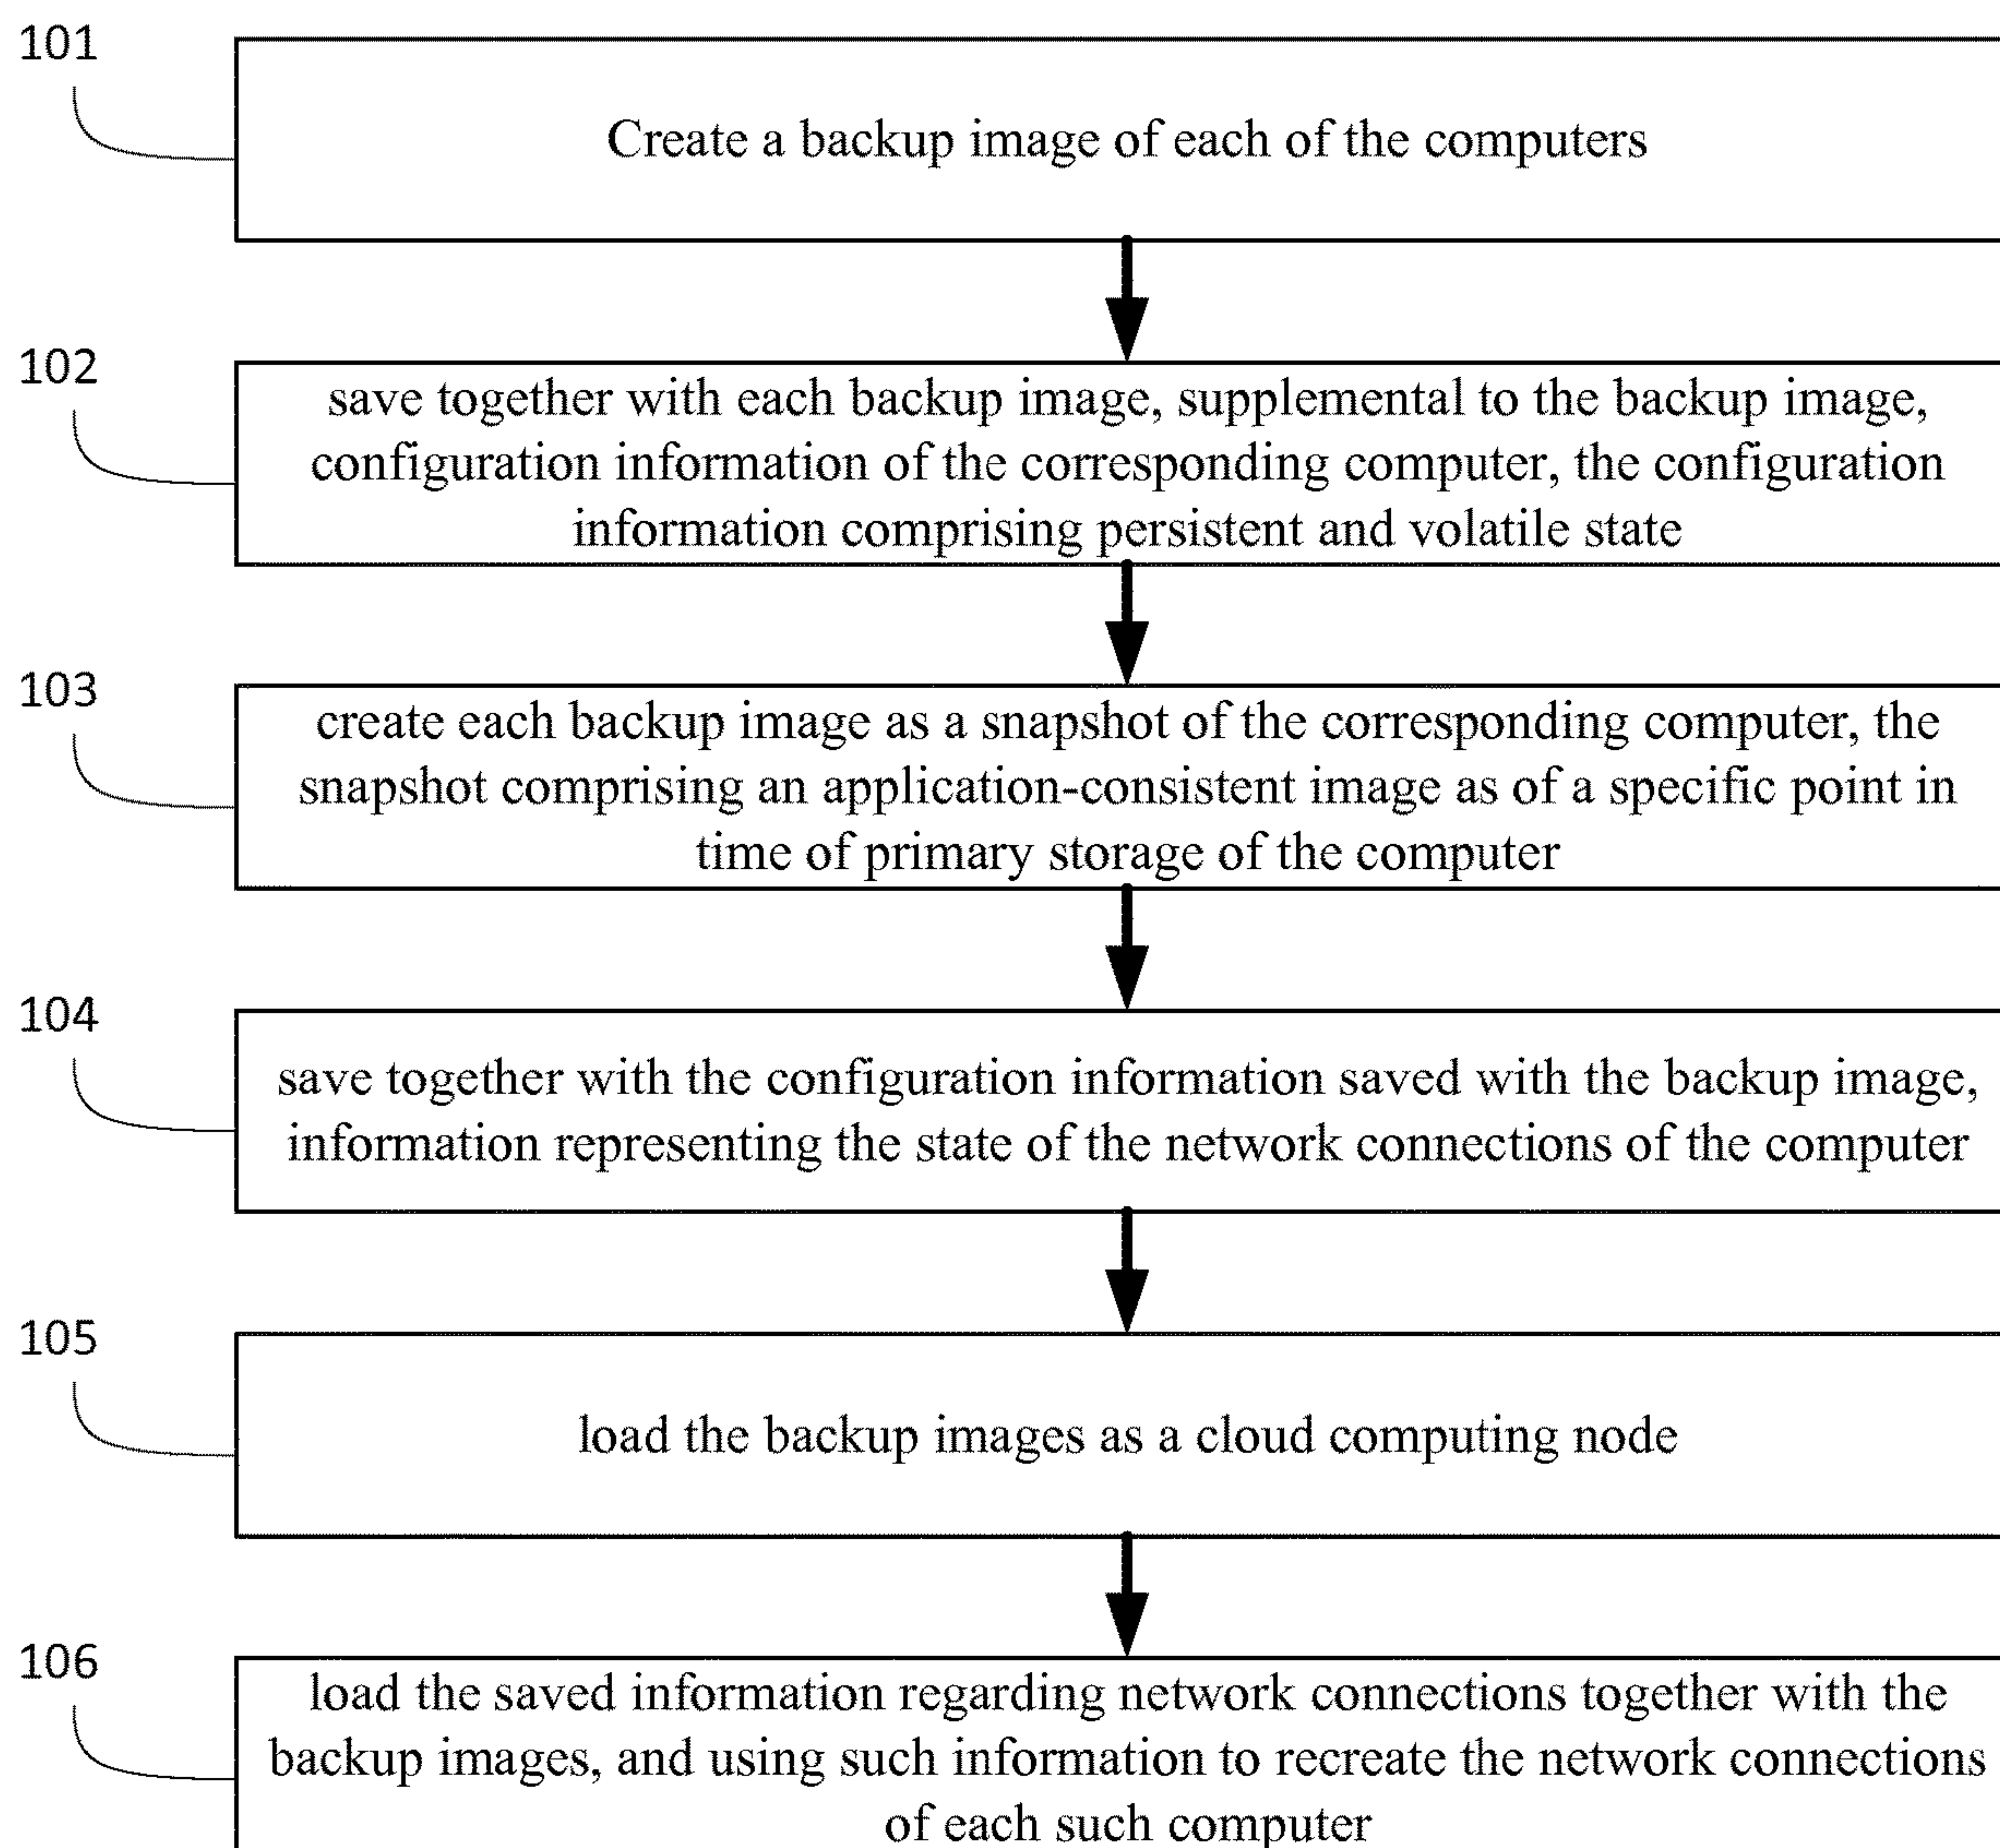 101
Create a backup image of each of the computers
102
save together with each backup image, supplemental to the backup image,
configuration information of the corresponding computer, the configuration
information comprising persistent and volatile state
103
create each backup image as a snapshot of the corresponding computer, the
snapshot comprising an application-consistent image as of a specific point in
time of primary storage of the computer
104
save together with the configuration information saved with the backup image,
information representing the state of the network connections of the computer
105
load the backup images as a cloud computing node
106
load the saved information regarding network connections together with the
backup images, and using such information to recreate the network connections
of each such computer